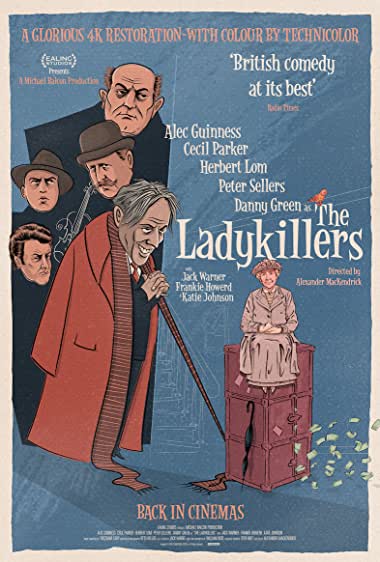 A GLORIOUS 4K RESTORATION-WITH COLOUR BY TECHNICOLOR
EALING
STUDIOS
Presents
A Michael Balcon Production
'British comedy
at its best'
Radio Times
Alec Guinness
Cecil Parker
Herbert Lom
Peter Sellers
Danny Green as
The
Ladykillers
with
Jack Warner
Frankie Howerd
& Katie Johnson
Directed by
Alexander MacKendrick
BACK IN CINEMAS